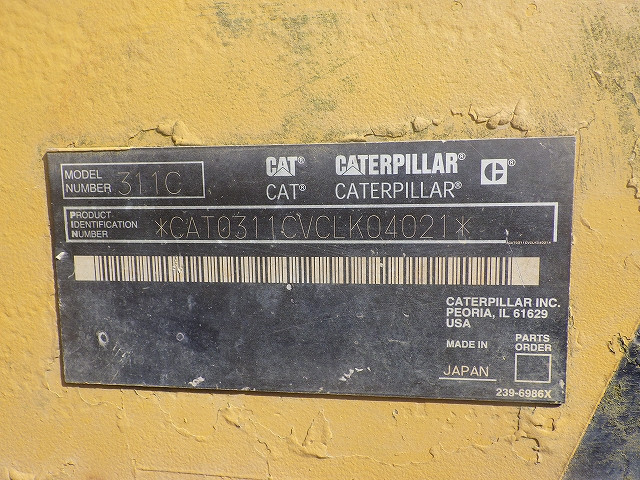 MODEL NUMBER 311C
CAT® CATERPILLAR® C®
CAT® CATERPILLAR®
PRODUCT IDENTIFICATION NUMBER *CAT0311CVCLK04021*
*CAT0311CVCLK04021*
CATERPILLAR INC.
PEORIA, IL 61629
USA
MADE IN JAPAN
PARTS ORDER
239-6986X